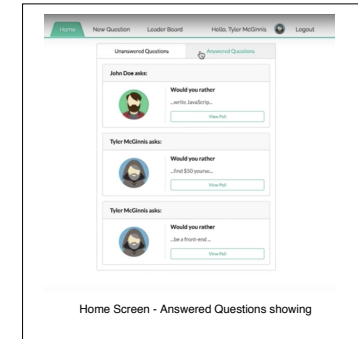 Home New Question Leader Board Hello, Tyler McGinnis Logout
Unanswered Questions Answered Questions
John Doe asks:
Would you rather
...write JavaScrip...
View Poll
Tyler McGinnis asks:
Would you rather
...find $50 yourse...
View Poll
Tyler McGinnis asks:
Would you rather
...be a front-end ...
View Poll
Home Screen - Answered Questions showing